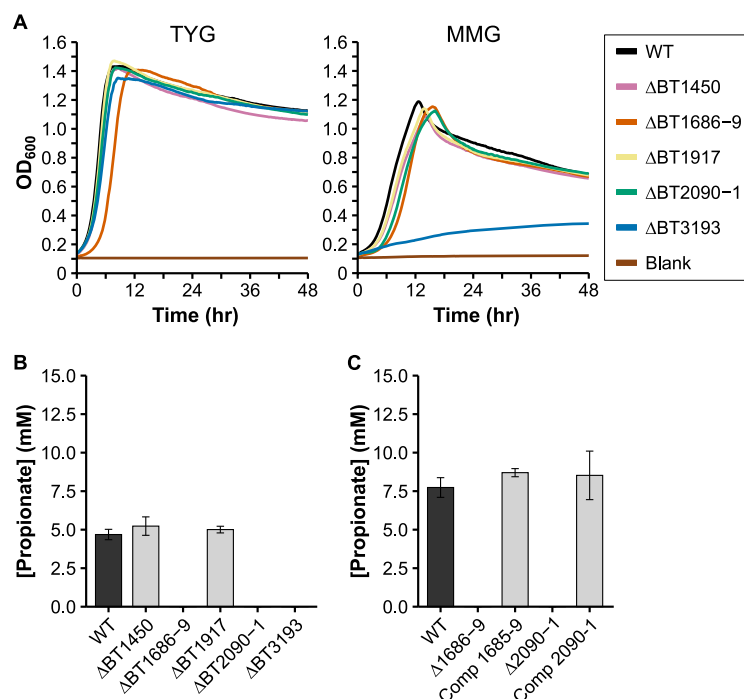 A
TYG
MMG
OD600
1.6
1.4
1.2
1.0
0.8
0.6
0.4
0.2
0
0 12 24 36 48
Time (hr)
1.6
1.4
1.2
1.0
0.8
0.6
0.4
0.2
0
0 12 24 36 48
Time (hr)
WT
ΔBT1450
ΔBT1686−9
ΔBT1917
ΔBT2090−1
ΔBT3193
Blank
B
[Propionate] (mM)
15.0
12.5
10.0
7.5
5.0
2.5
0.0
WT
ΔBT1450
ΔBT1686−9
ΔBT1917
ΔBT2090−1
ΔBT3193
C
[Propionate] (mM)
15.0
12.5
10.0
7.5
5.0
2.5
0.0
WT
Δ1686−9
Comp 1685-9
Δ2090−1
Comp 2090-1